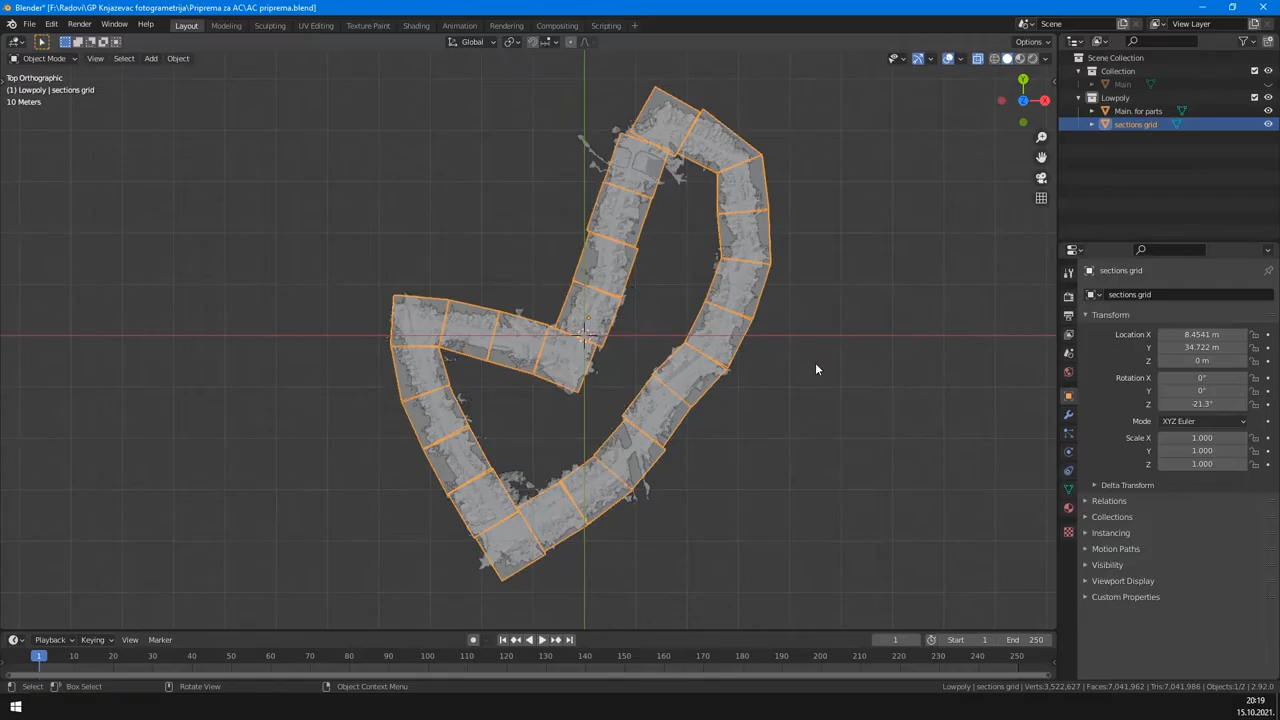 Blender* [F:\Radovi\GP Knjazevac fotogrametrija\Priprema za AC\AC priprema.blend]
File Edit Render Window Help Layout Modeling Sculpting UV Editing Texture Paint Shading Animation Rendering Compositing Scripting + Scene View Layer
Global Options
Object Mode View Select Add Object
Top Orthographic
(1) Lowpoly | sections grid
10 Meters
Y
Z
X
Scene Collection
Collection
Main
Lowpoly
Main. for parts
sections grid
sections grid
sections grid
Transform
Location X 8.4541 m
Y 34.722 m
Z 0 m
Rotation X 0°
Y 0°
Z -21.3°
Mode XYZ Euler
Scale X 1.000
Y 1.000
Z 1.000
Delta Transform
Relations
Collections
Instancing
Motion Paths
Visibility
Viewport Display
Custom Properties
Playback Keying View Marker 1 Start 1 End 250
1 10 20 30 40 50 60 70 80 90 100 110 120 130 140 150 160 170 180 190 200 210 220 230 240 250
Select Box Select Rotate View Object Context Menu Lowpoly | sections grid | Verts:3,522,627 | Faces:7,041,962 | Tris:7,041,986 | Objects:1/2 | 2.92.0
20:19
15.10.2021.